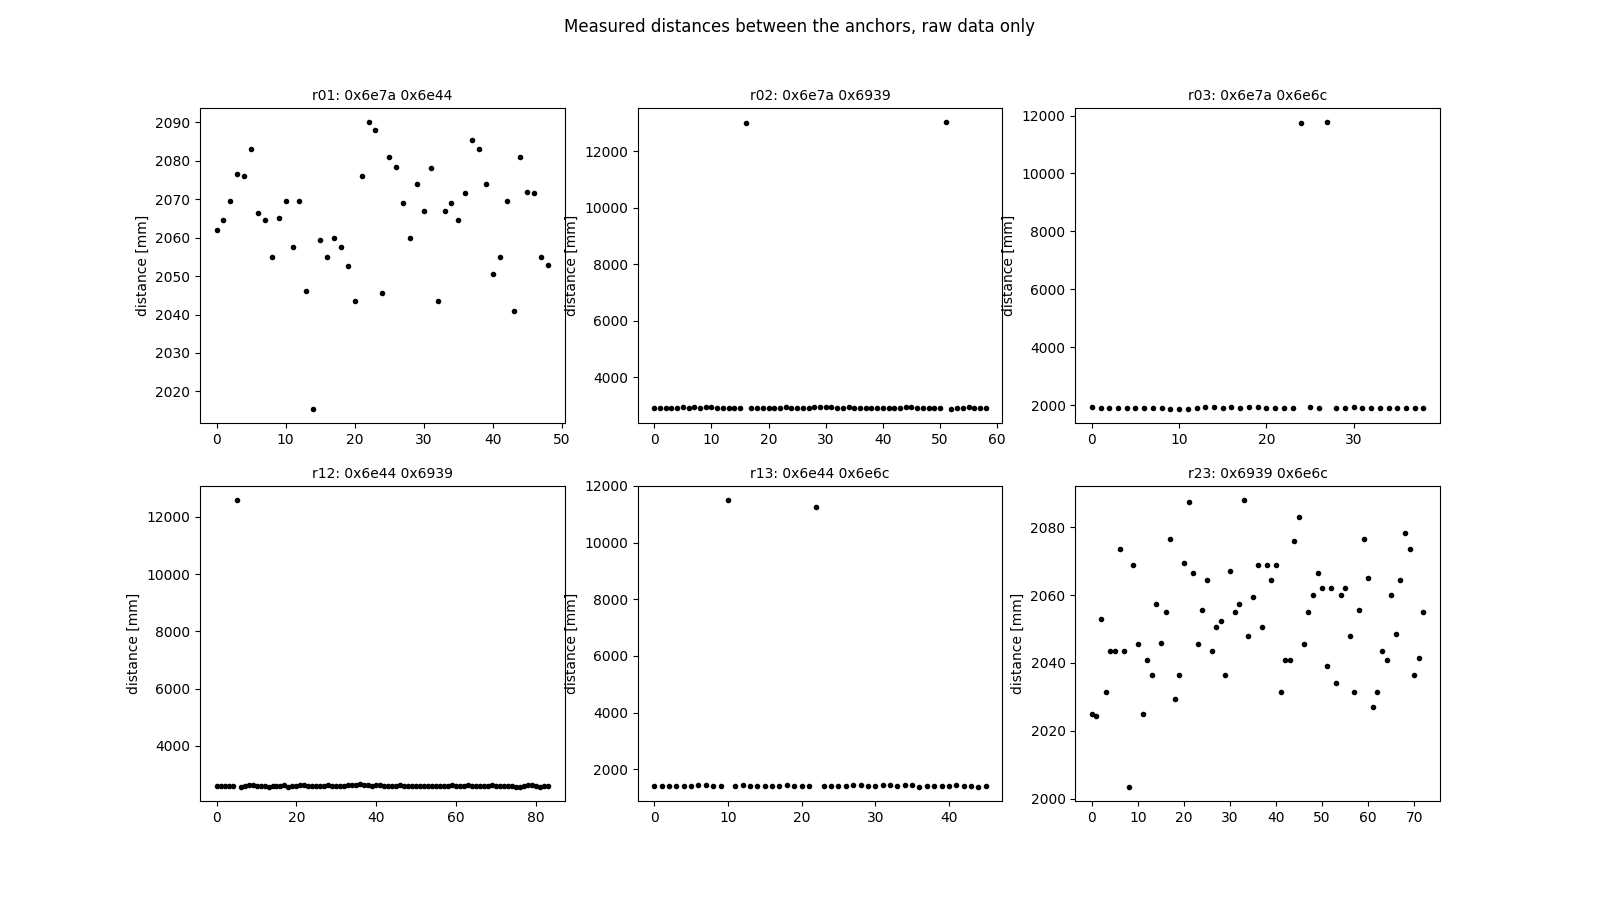 Measured distances between the anchors, raw data only
r01: 0x6e7a 0x6e44
2090
2080
2070
2060
2050
2040
2030
2020
distance [mm]
0 10 20 30 40 50
r02: 0x6e7a 0x6939
12000
10000
8000
6000
4000
distance [mm]
0 10 20 30 40 50 60
r03: 0x6e7a 0x6e6c
12000
10000
8000
6000
4000
2000
distance [mm]
0 10 20 30
r12: 0x6e44 0x6939
12000
10000
8000
6000
4000
distance [mm]
0 20 40 60 80
r13: 0x6e44 0x6e6c
12000
10000
8000
6000
4000
2000
distance [mm]
0 10 20 30 40
r23: 0x6939 0x6e6c
2080
2060
2040
2020
2000
distance [mm]
0 10 20 30 40 50 60 70